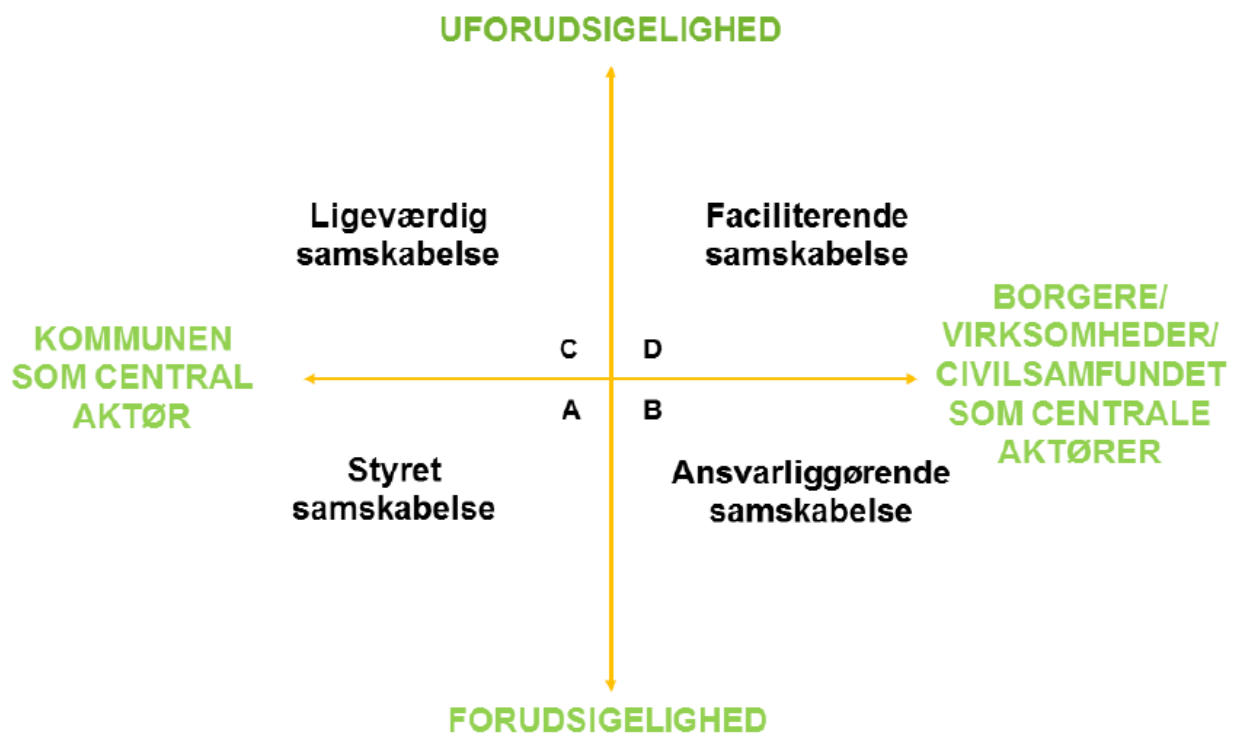 UFORUDSIGELIGHED
Ligeværdig
samskabelse
Faciliterende
samskabelse
KOMMUNEN
SOM CENTRAL
AKTØR
C
D
A
B
BORGERE/
VIRKSOMHEDER/
CIVILSAMFUNDET
SOM CENTRALE
AKTØRER
Styret
samskabelse
Ansvarliggørende
samskabelse
FORUDSIGELIGHED